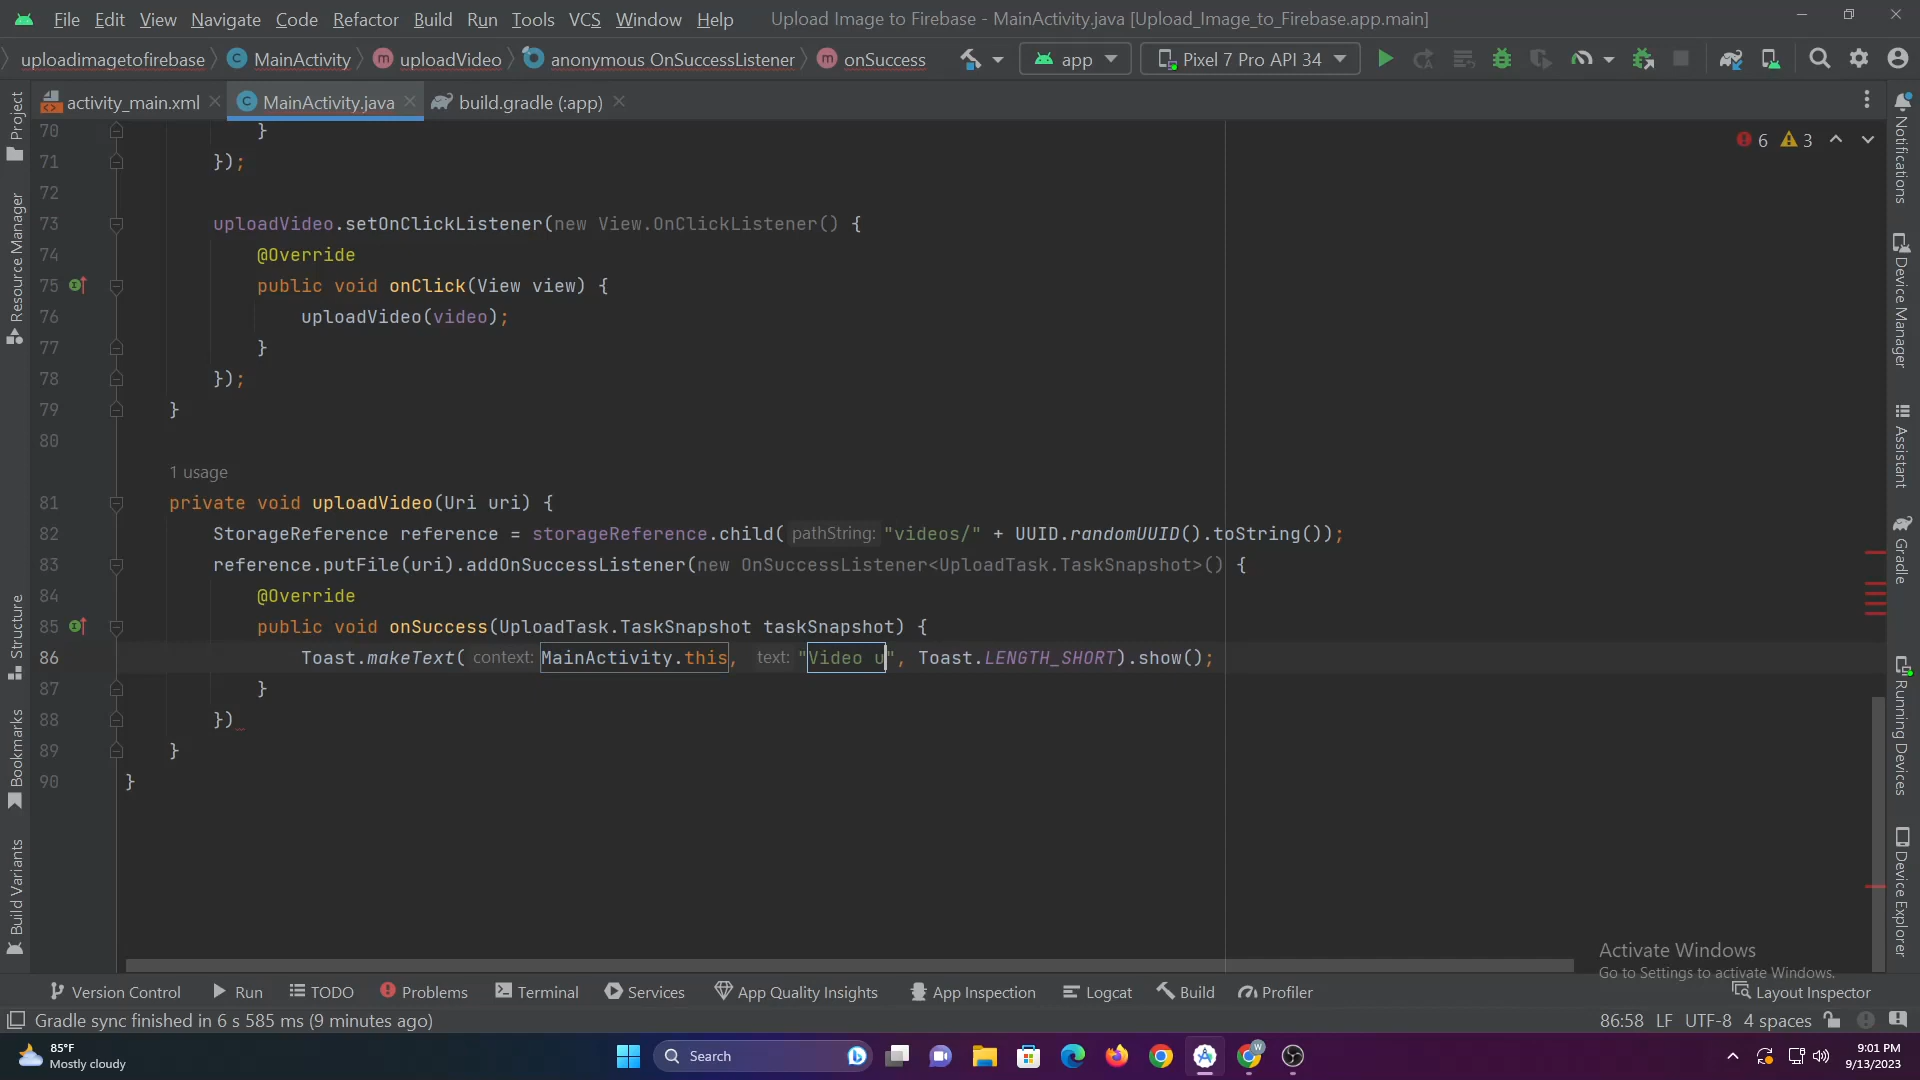 File Edit View Navigate Code Refactor Build Run Tools VCS Window Help Upload Image to Firebase - MainActivity.java [Upload_Image_to_Firebase.app.main]
uploadimagetofirebase MainActivity uploadVideo anonymous OnSuccessListener onSuccess app Pixel 7 Pro API 34
activity_main.xml MainActivity.java build.gradle (:app)
Project
Resource Manager
Structure
Bookmarks
Build Variants
6 3
70 }
71 });
72
73 uploadVideo.setOnClickListener(new View.OnClickListener() {
74 @Override
75 public void onClick(View view) {
76 uploadVideo(video);
77 }
78 });
79 }
80
1 usage
81 private void uploadVideo(Uri uri) {
82 StorageReference reference = storageReference.child( pathString: "videos/" + UUID.randomUUID().toString());
83 reference.putFile(uri).addOnSuccessListener(new OnSuccessListener<UploadTask.TaskSnapshot>() {
84 @Override
85 public void onSuccess(UploadTask.TaskSnapshot taskSnapshot) {
86 Toast.makeText( context: MainActivity.this, text: "Video u", Toast.LENGTH_SHORT).show();
87 }
88 })
89 }
90 }
Notifications
Device Manager
Assistant
Gradle
Running Devices
Device Explorer
Activate Windows
Go to Settings to activate Windows.
Version Control Run TODO Problems Terminal Services App Quality Insights App Inspection Logcat Build Profiler Layout Inspector
Gradle sync finished in 6 s 585 ms (9 minutes ago) 86:58 LF UTF-8 4 spaces
85°F
Mostly cloudy
Search
W
9:01 PM
9/13/2023